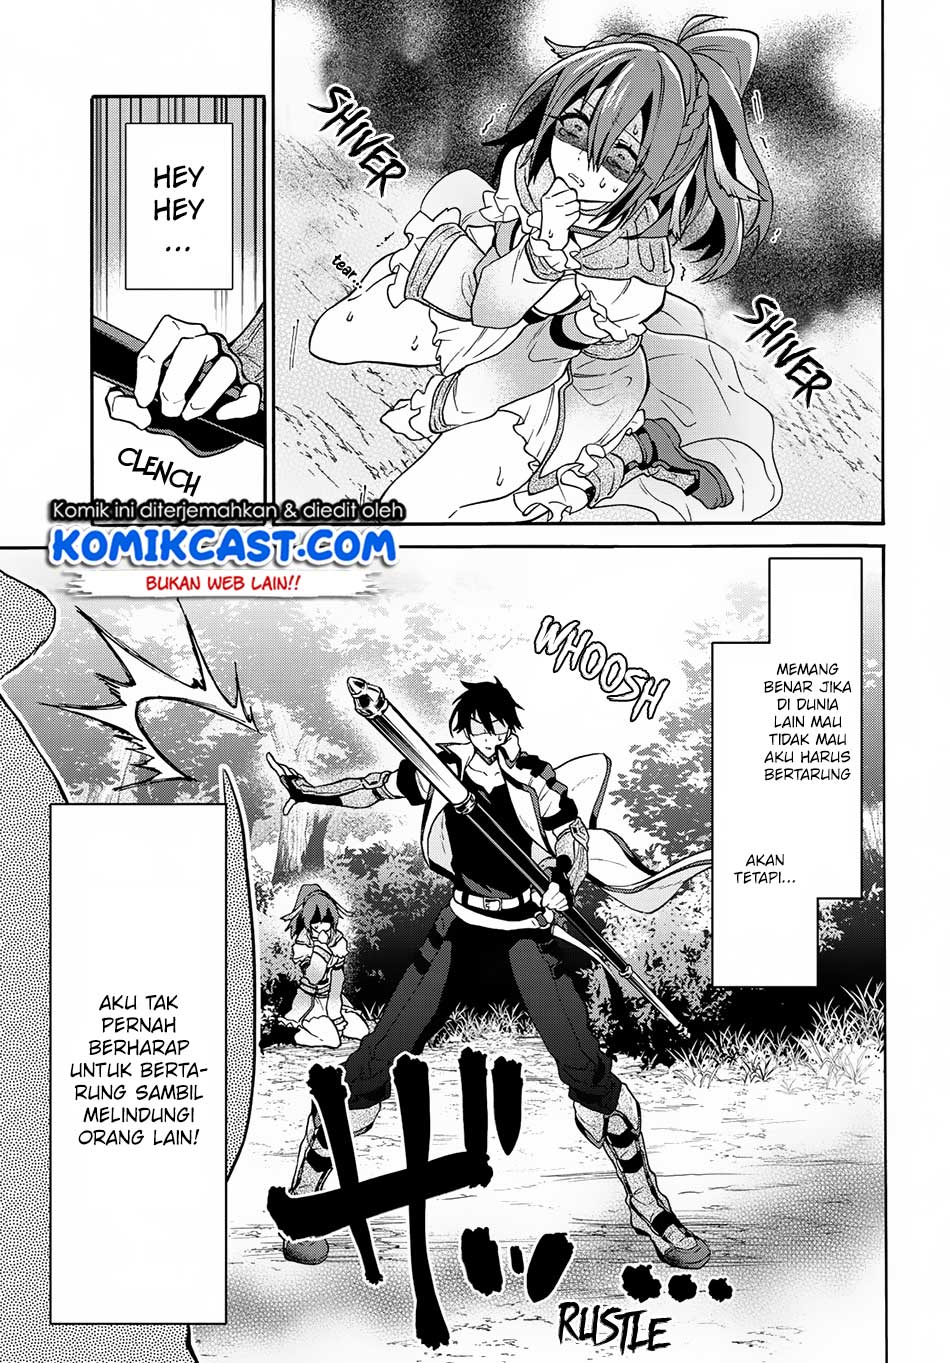 SHIVER
SHIVER
tear...
HEY
HEY
...
CLENCH
Komik ini diterjemahkan & diedit oleh
KOMIKCAST.COM
BUKAN WEB LAIN!!
MEMANG
BENAR JIKA
DI DUNIA
LAIN MAU
TIDAK MAU
AKU HARUS
BERTARUNG
AKAN
TETAPI...
WHOOSH
AKU TAK
PERNAH
BERHARAP
UNTUK BERTA-
RUNG SAMBIL
MELINDUNGI
ORANG LAIN!
ザッ...
RUSTLE